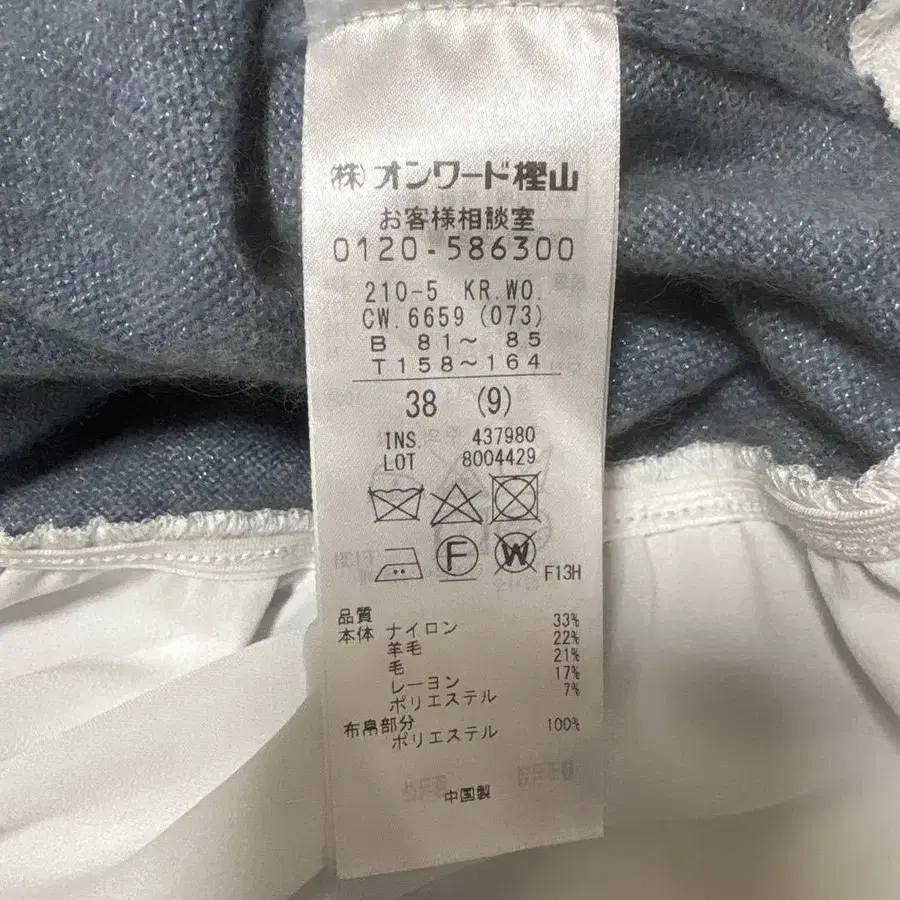 (株)オンワード樫山
お客様相談室
0120-586300
210-5 KR.WO.
CW.6659 (073)
B 81～ 85
T158～164
38 (9)
INS. 437980
LOT 8004429
F
W
F13H
品質
本体 ナイロン 33%
羊毛 22%
毛 21%
レーヨン 17%
ポリエステル 7%
布帛部分
ポリエステル 100%
中国製